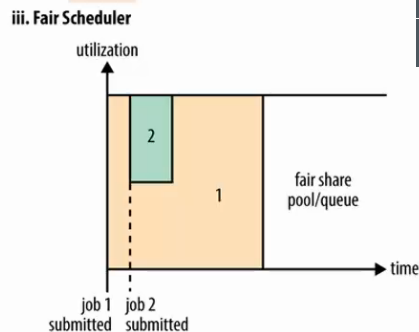 iii. Fair Scheduler
utilization
2
1
fair share
pool/queue
time
job 1
submitted
job 2
submitted